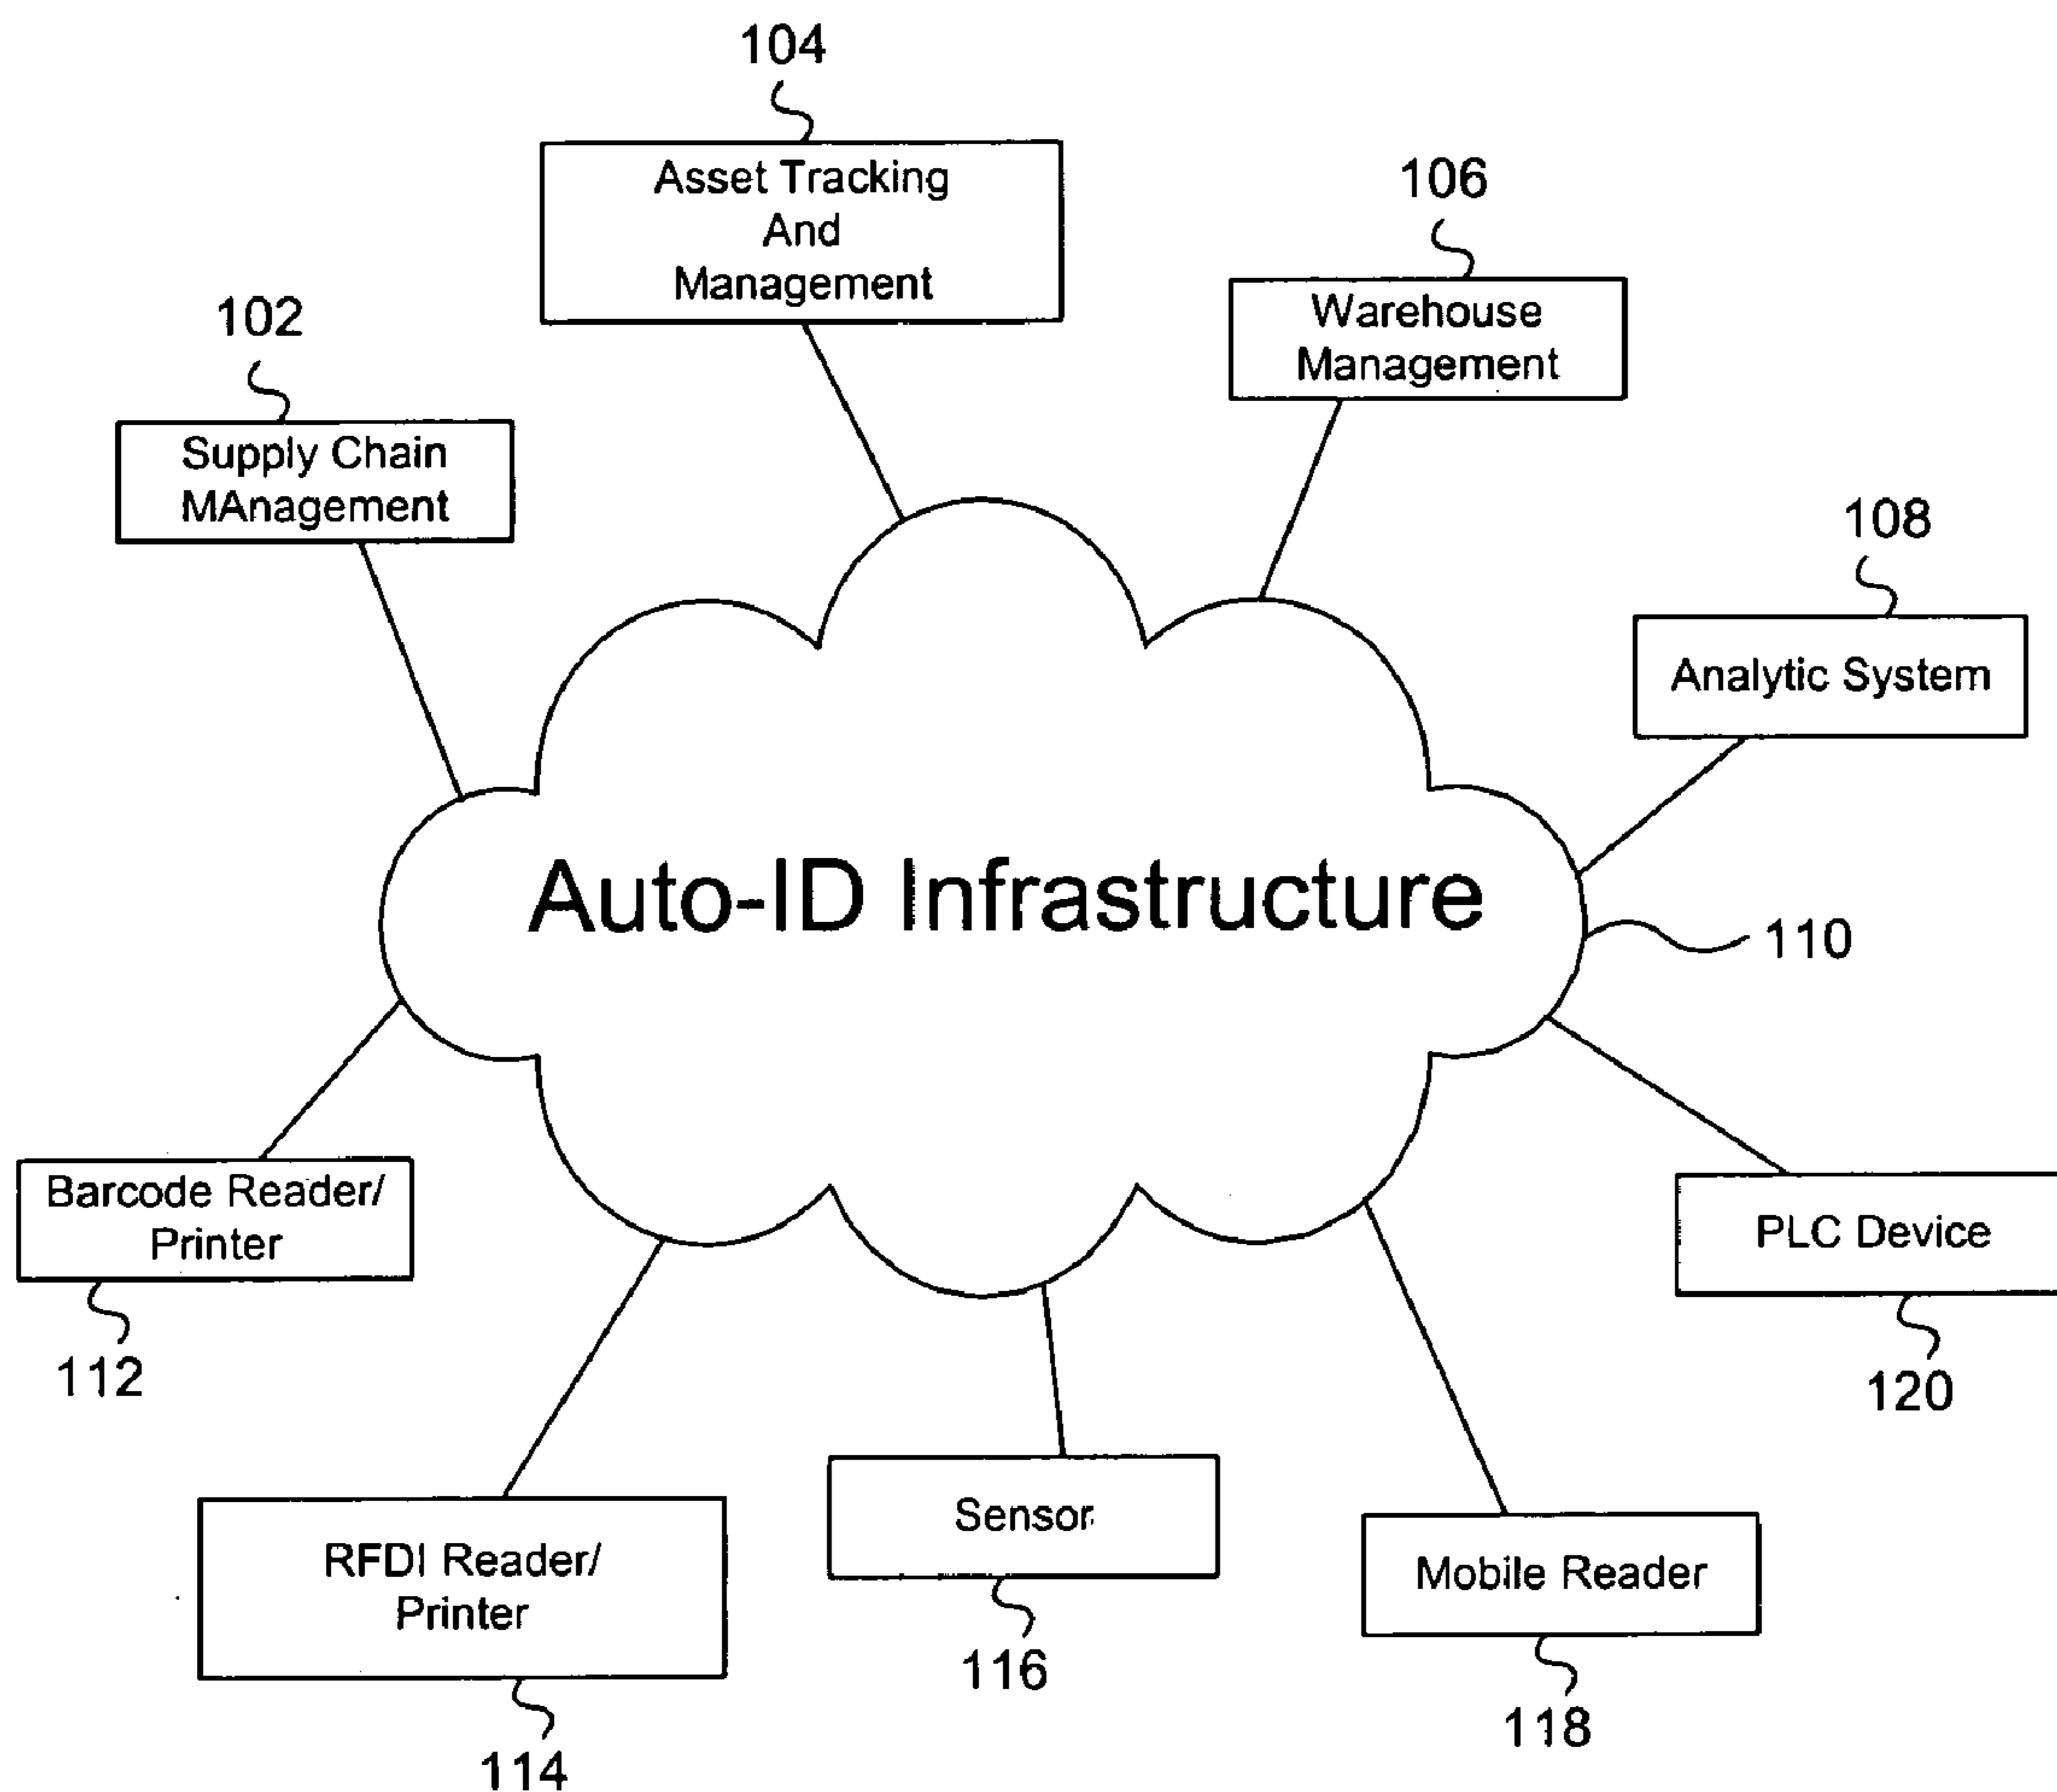 104
Asset Tracking
And
Management
106
Warehouse
Management
102
Supply Chain
MAnagement
108
Analytic System
Auto-ID Infrastructure
110
Barcode Reader/
Printer
112
PLC Device
120
RFDI Reader/
Printer
114
Sensor
116
Mobile Reader
118